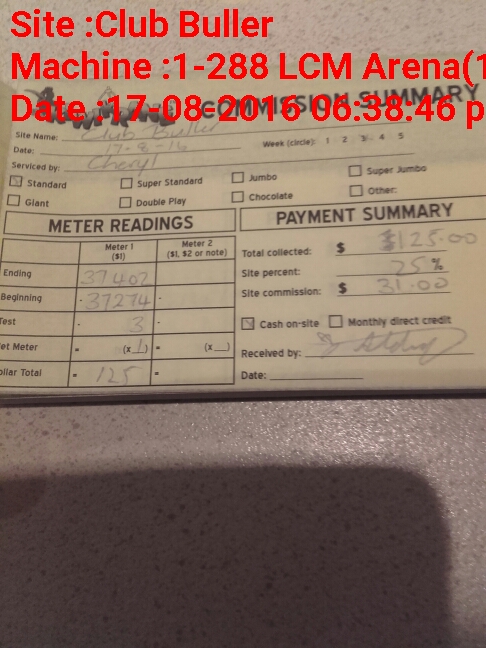 Site :Club Buller
Machine :1-288 LCM Arena(1
Date :17-08-2016 06:38:46 p
COMMISSION SUMMARY
Site Name: Club Buller
Date: 17-8-16 Week (circle): 1 2 3 4 5
Serviced by: Cheryl
Standard Super Standard Jumbo Super Jumbo
Giant Double Play Chocolate Other:
METER READINGS
Meter 1 ($1) Meter 2 ($1, $2 or note)
Ending 37402
Beginning - 37274 -
Test - 3 -
et Meter = (x 1) = (x __)
ollar Total = 125 =
PAYMENT SUMMARY
Total collected: $ $125.00
Site percent: 25%
Site commission: $ 31.00
Cash on-site Monthly direct credit
Received by:
Date: